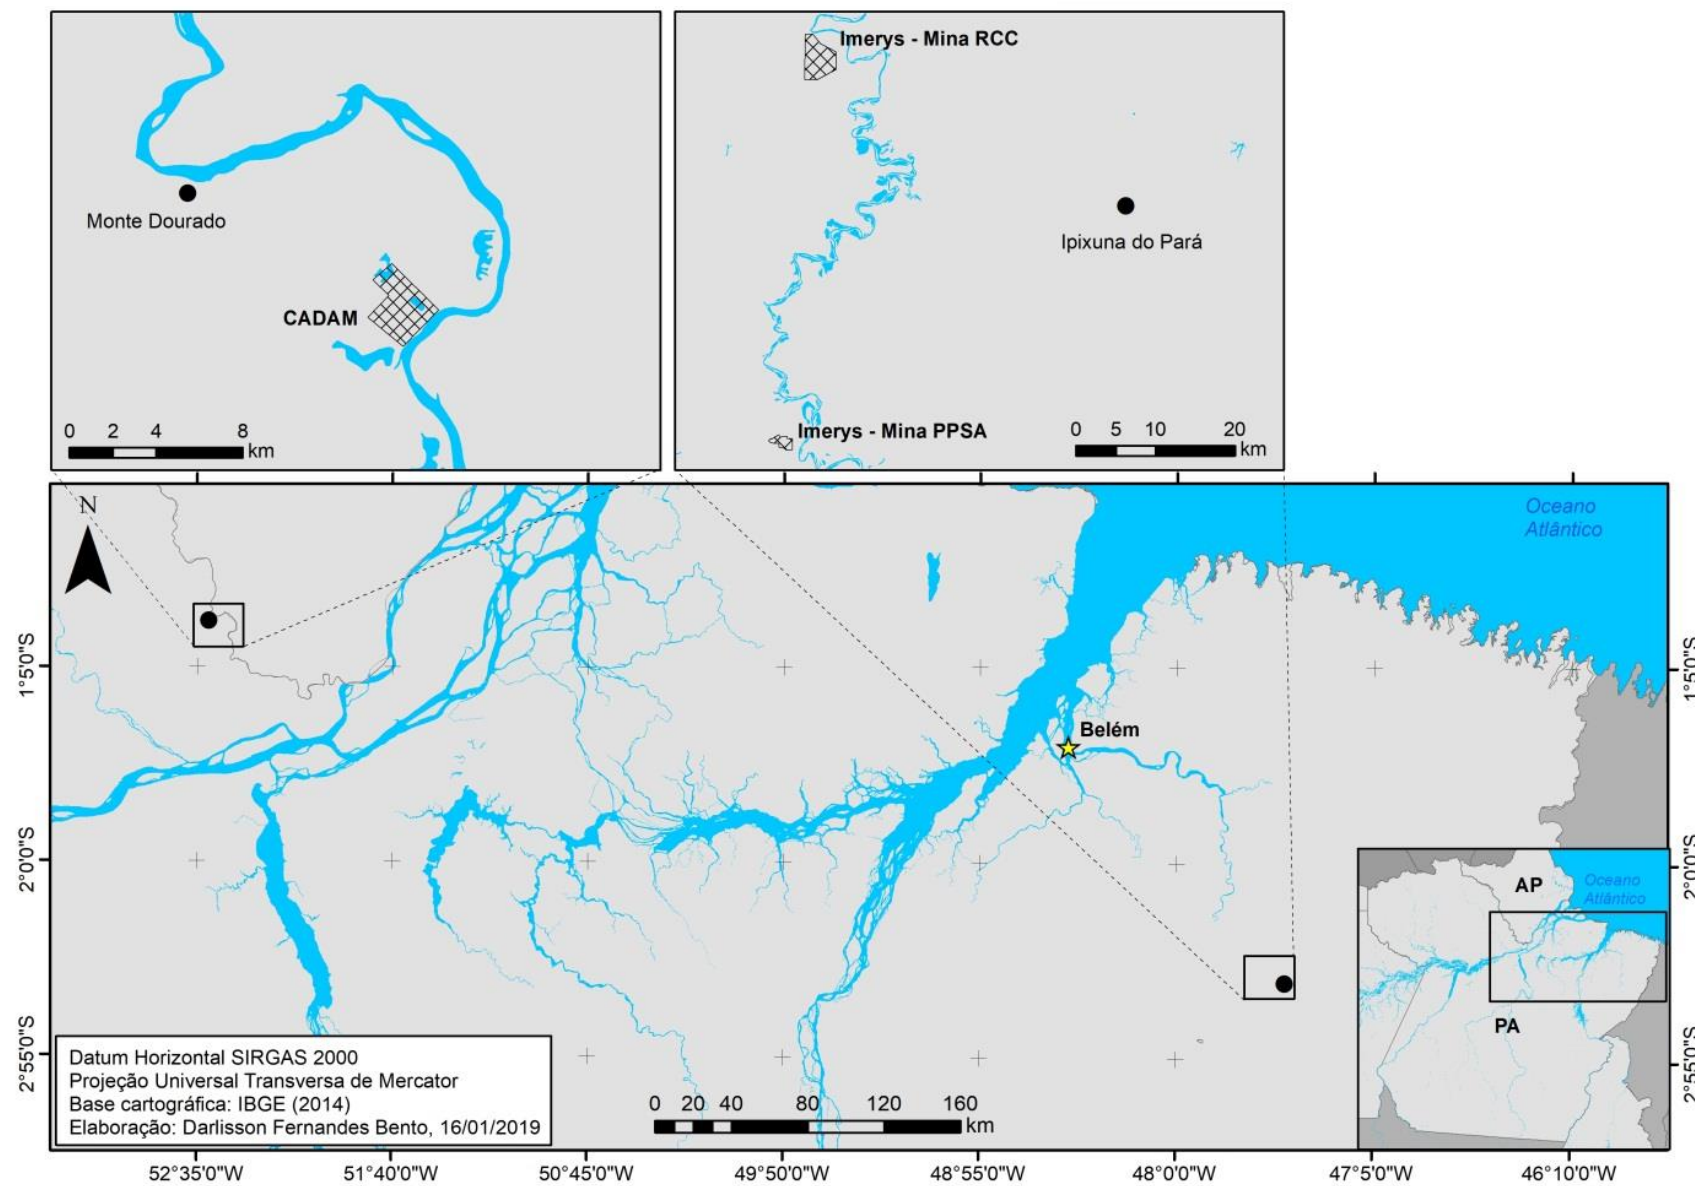 Imerys - Mina RCC
Monte Dourado
Ipixuna do Pará
CADAM
Imerys - Mina PPSA
0 2 4 8
km
0 5 10 20
km
N
Oceano
Atlântico
1°5'0"S
1°5'0"S
Belém
2°0'0"S
2°0'0"S
AP
Oceano
Atlântico
PA
2°55'0"S
2°55'0"S
Datum Horizontal SIRGAS 2000
Projeção Universal Transversa de Mercator
Base cartográfica: IBGE (2014)
Elaboração: Darlisson Fernandes Bento, 16/01/2019
0 20 40 80 120 160
km
52°35'0"W 51°40'0"W 50°45'0"W 49°50'0"W 48°55'0"W 48°0'0"W 47°5'0"W 46°10'0"W